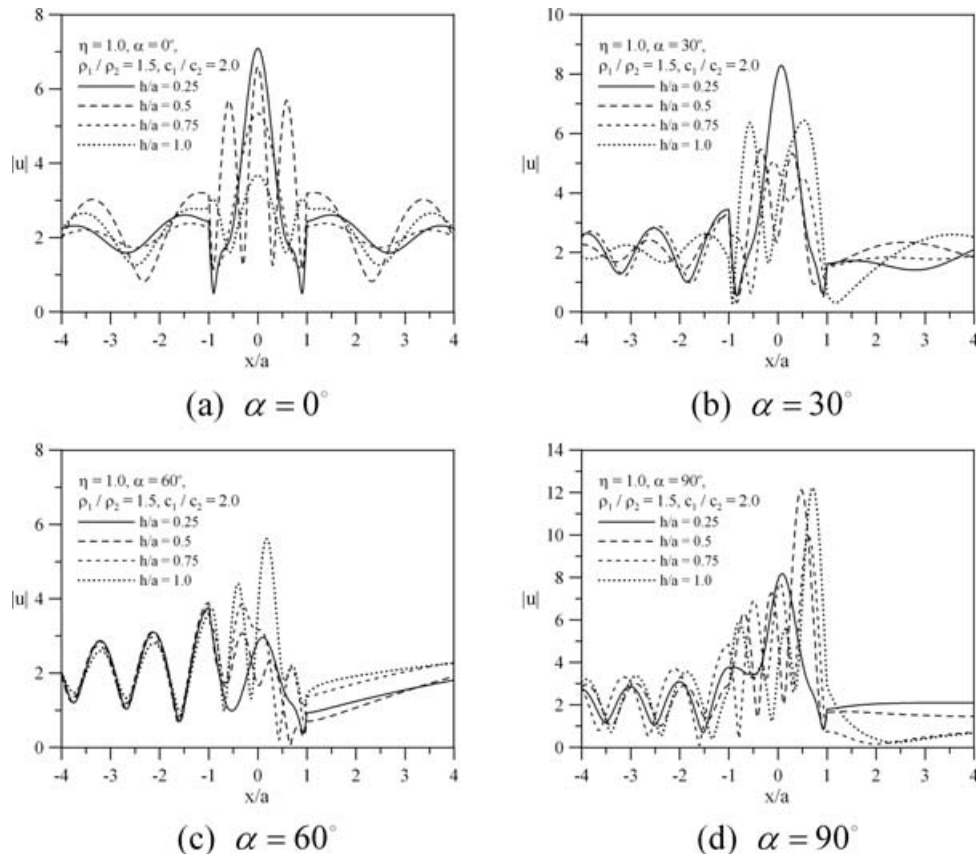 8
6
4
2
0
|u|
η = 1.0, α = 0°,
ρ1 / ρ2 = 1.5, c1 / c2 = 2.0
h/a = 0.25
h/a = 0.5
h/a = 0.75
h/a = 1.0
-4 -3 -2 -1 0 1 2 3 4
x/a
(a) α = 0°
10
8
6
4
2
0
|u|
η = 1.0, α = 30°,
ρ1 / ρ2 = 1.5, c1 / c2 = 2.0
h/a = 0.25
h/a = 0.5
h/a = 0.75
h/a = 1.0
-4 -3 -2 -1 0 1 2 3 4
x/a
(b) α = 30°
8
6
4
2
0
|u|
η = 1.0, α = 60°,
ρ1 / ρ2 = 1.5, c1 / c2 = 2.0
h/a = 0.25
h/a = 0.5
h/a = 0.75
h/a = 1.0
-4 -3 -2 -1 0 1 2 3 4
x/a
(c) α = 60°
14
12
10
8
6
4
2
0
|u|
η = 1.0, α = 90°,
ρ1 / ρ2 = 1.5, c1 / c2 = 2.0
h/a = 0.25
h/a = 0.5
h/a = 0.75
h/a = 1.0
-4 -3 -2 -1 0 1 2 3 4
x/a
(d) α = 90°